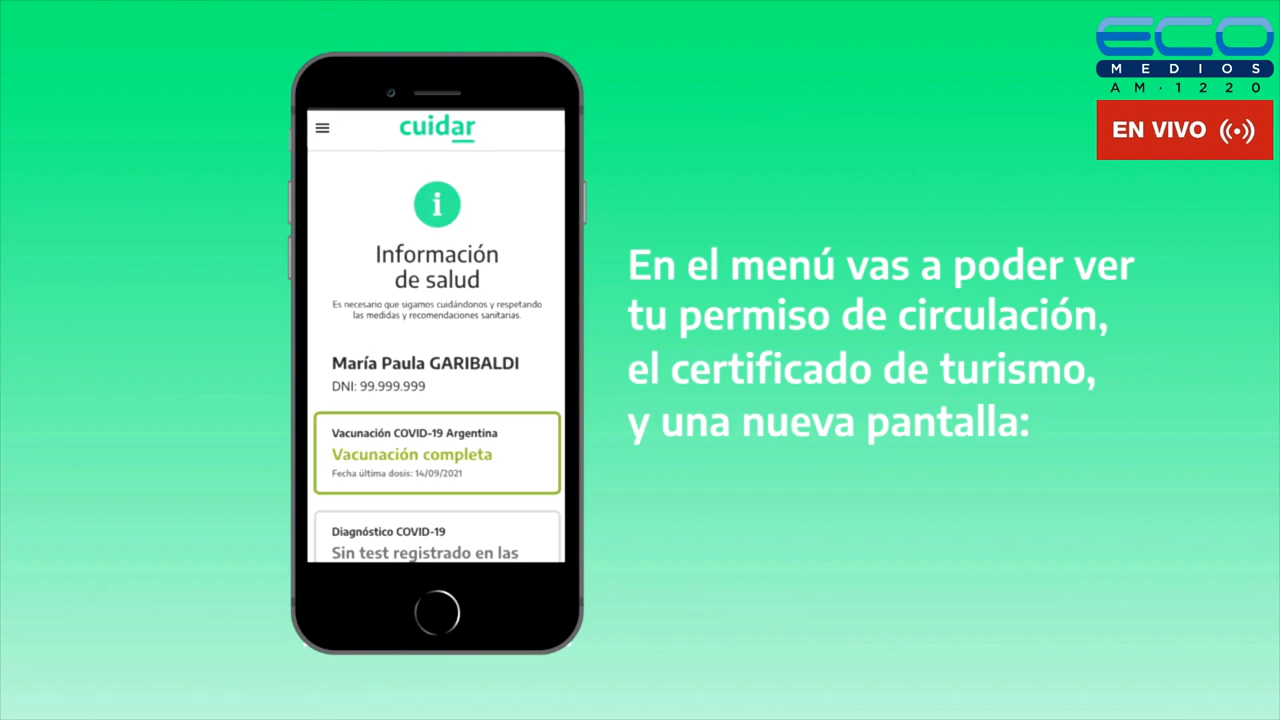 ECO
MEDIOS
AM·1220
EN VIVO
cuidar
i
Información
de salud
Es necesario que sigamos cuidándonos y respetando
las medidas y recomendaciones sanitarias.
María Paula GARIBALDI
DNI: 99.999.999
Vacunación COVID-19 Argentina
Vacunación completa
Fecha última dosis: 14/09/2021
Diagnóstico COVID-19
Sin test registrado en las
En el menú vas a poder ver
tu permiso de circulación,
el certificado de turismo,
y una nueva pantalla: